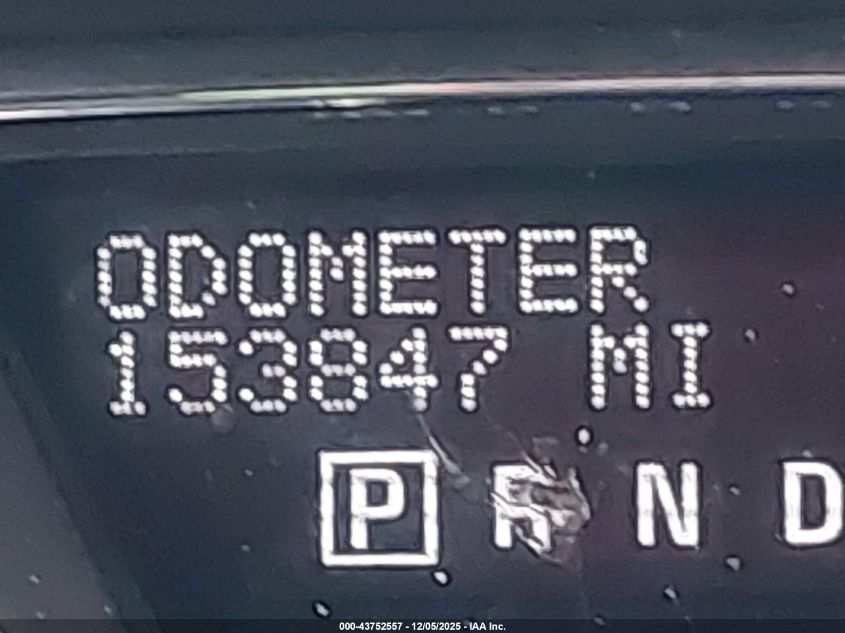 ODOMETER
153847 MI
P R N D
000-43752557 - 12/05/2025 - IAA Inc.